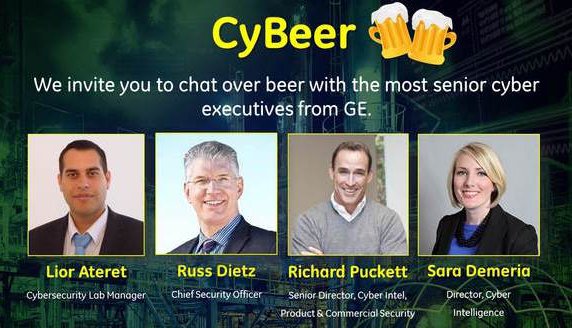 CyBeer
We invite you to chat over beer with the most senior cyber
executives from GE.
Lior Ateret
Cybersecurity Lab Manager
Russ Dietz
Chief Security Officer
Richard Puckett
Senior Director, Cyber Intel,
Product & Commercial Security
Sara Demeria
Director, Cyber
Intelligence